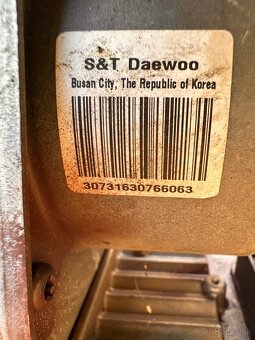 S&T Daewoo
Busan City, The Republic of Korea
30731630766063